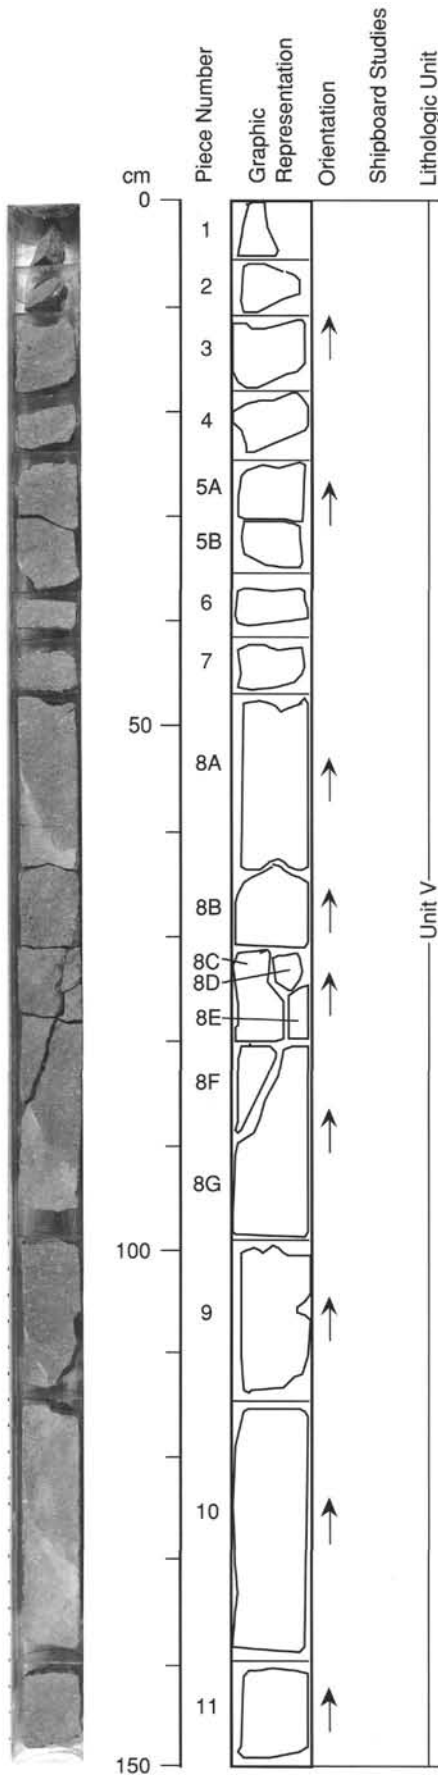 Piece Number
Graphic
Representation
Orientation
Shipboard Studies
Lithologic Unit
cm
0
1
2
3
4
5A
5B
6
7
50
8A
8B
Unit V
8C
8D
8E
8F
8G
100
9
10
11
150